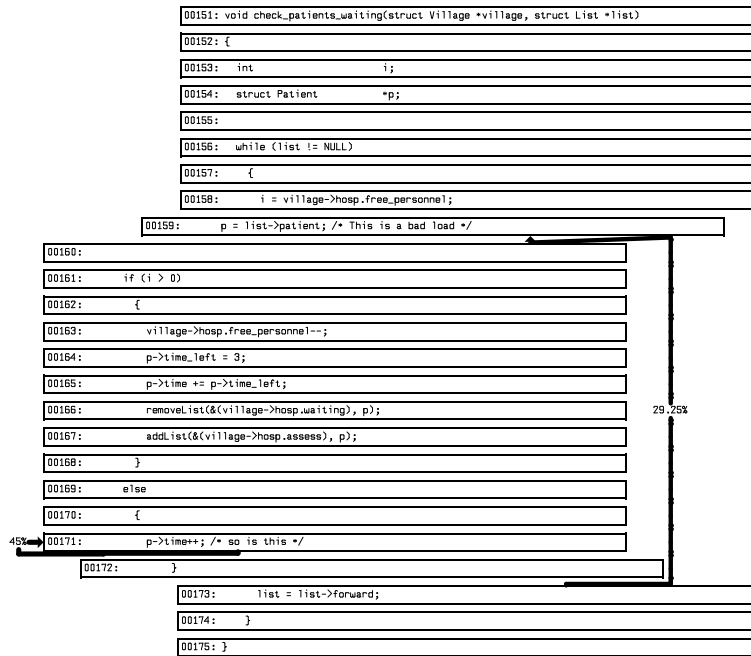 00151: void check_patients_waiting(struct Village *village, struct List *list)
00152: {
00153: int i;
00154: struct Patient *p;
00155:
00156: while (list != NULL)
00157: {
00158: i = village->hosp.free_personnel;
00159: p = list->patient; /* This is a bad load */
00160:
00161: if (i > 0)
00162: {
00163: village->hosp.free_personnel--;
00164: p->time_left = 3;
00165: p->time += p->time_left;
00166: removeList(&(village->hosp.waiting), p);
29.25%
00167: addList(&(village->hosp.assess), p);
00168: }
00169: else
00170: {
45%
00171: p->time++; /* so is this */
00172: }
00173: list = list->forward;
00174: }
00175: }